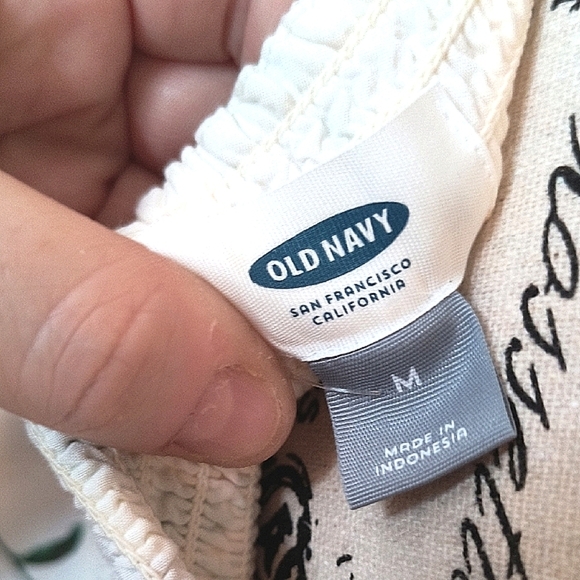 OLD NAVY
SAN FRANCISCO
CALIFORNIA
M
MADE IN
INDONESIA